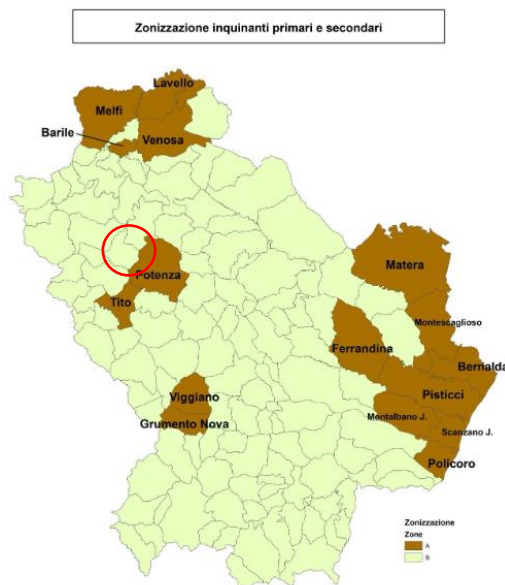 Zonizzazione inquinanti primari e secondari
Lavello
Melfi
Barile
Venosa
Potenza
Tito
Matera
Montescaglioso
Ferrandina
Bernalda
Pisticci
Viggiano
Montalbano J.
Grumento Nova
Scanzano J.
Policoro
Zonizzazione
Zone
A
B